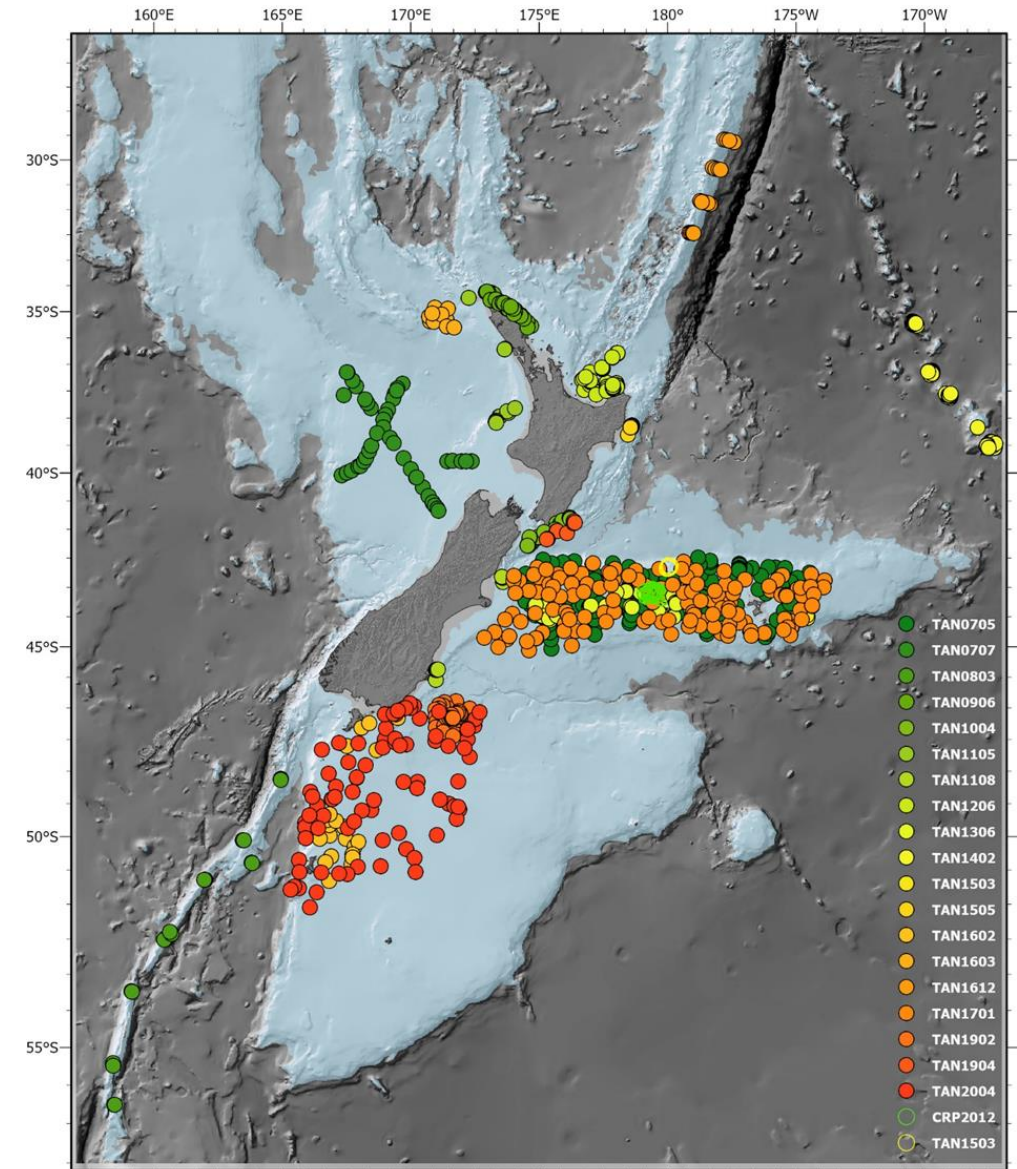 160°E 165°E 170°E 175°E 180° 175°W 170°W
30°S
35°S
40°S
45°S
50°S
55°S
TAN0705
TAN0707
TAN0803
TAN0906
TAN1004
TAN1105
TAN1108
TAN1206
TAN1306
TAN1402
TAN1503
TAN1505
TAN1602
TAN1603
TAN1612
TAN1701
TAN1902
TAN1904
TAN2004
CRP2012
TAN1503